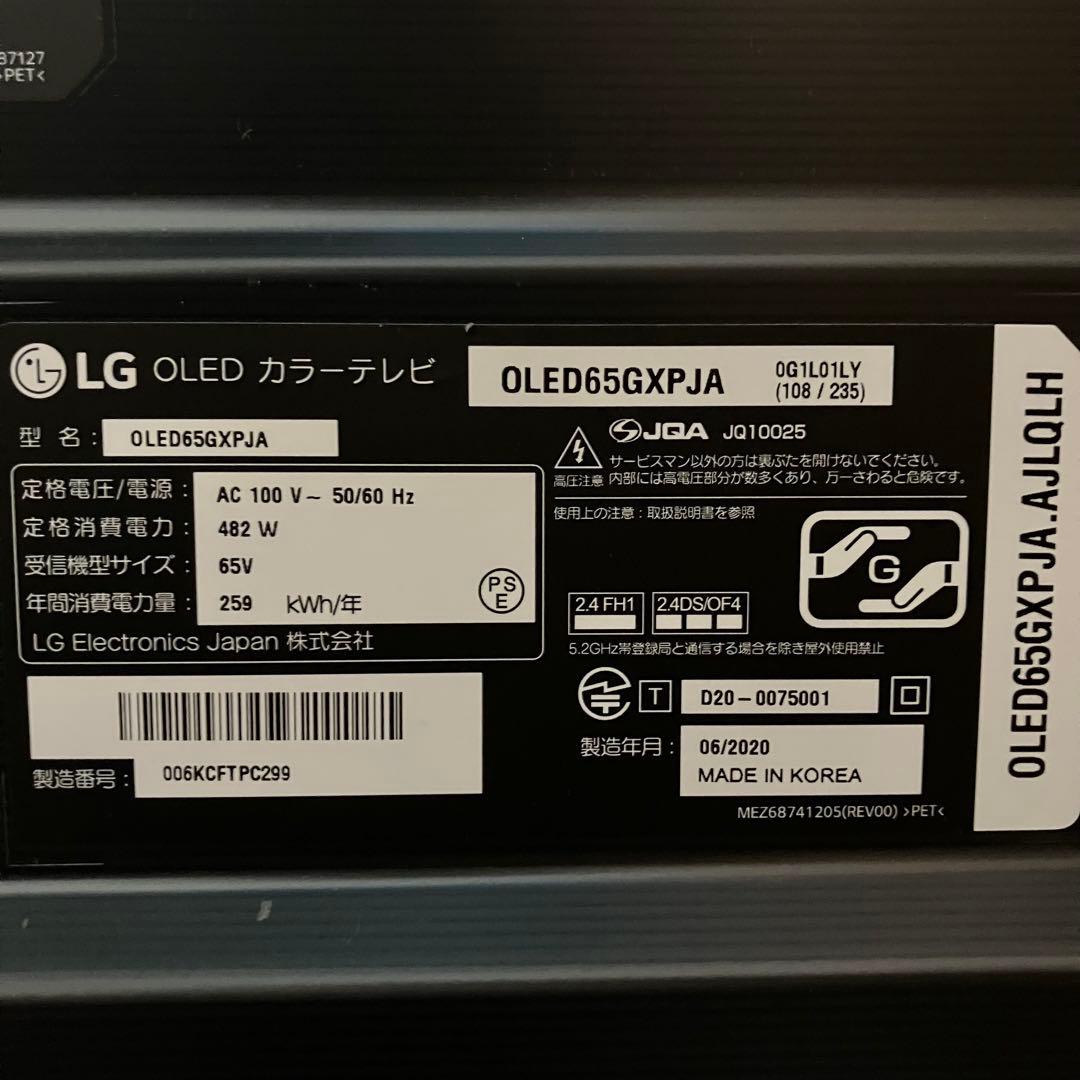 87127
>PET<
LG OLED カラーテレビ
OLED65GXPJA
0G1L01LY
(108 / 235)
型 名: OLED65GXPJA
定格電圧/電源: AC 100 V~ 50/60 Hz
定格消費電力: 482 W
受信機型サイズ: 65V
年間消費電力量: 259 kWh/年
PS
E
LG Electronics Japan 株式会社
製造番号: 006KCFTPC299
JQA JQ10025
高圧注意
サービスマン以外の方は裏ぶたを開けないでください。
内部には高電圧部分が数多くあり、万一さわると危険です。
使用上の注意:取扱説明書を参照
G
2.4 FH1
2.4DS/OF4
5.2GHz帯登録局と通信する場合を除き屋外使用禁止
T D20-0075001
製造年月: 06/2020
MADE IN KOREA
MEZ68741205(REV00) >PET<
OLED65GXPJA.AJLQLH